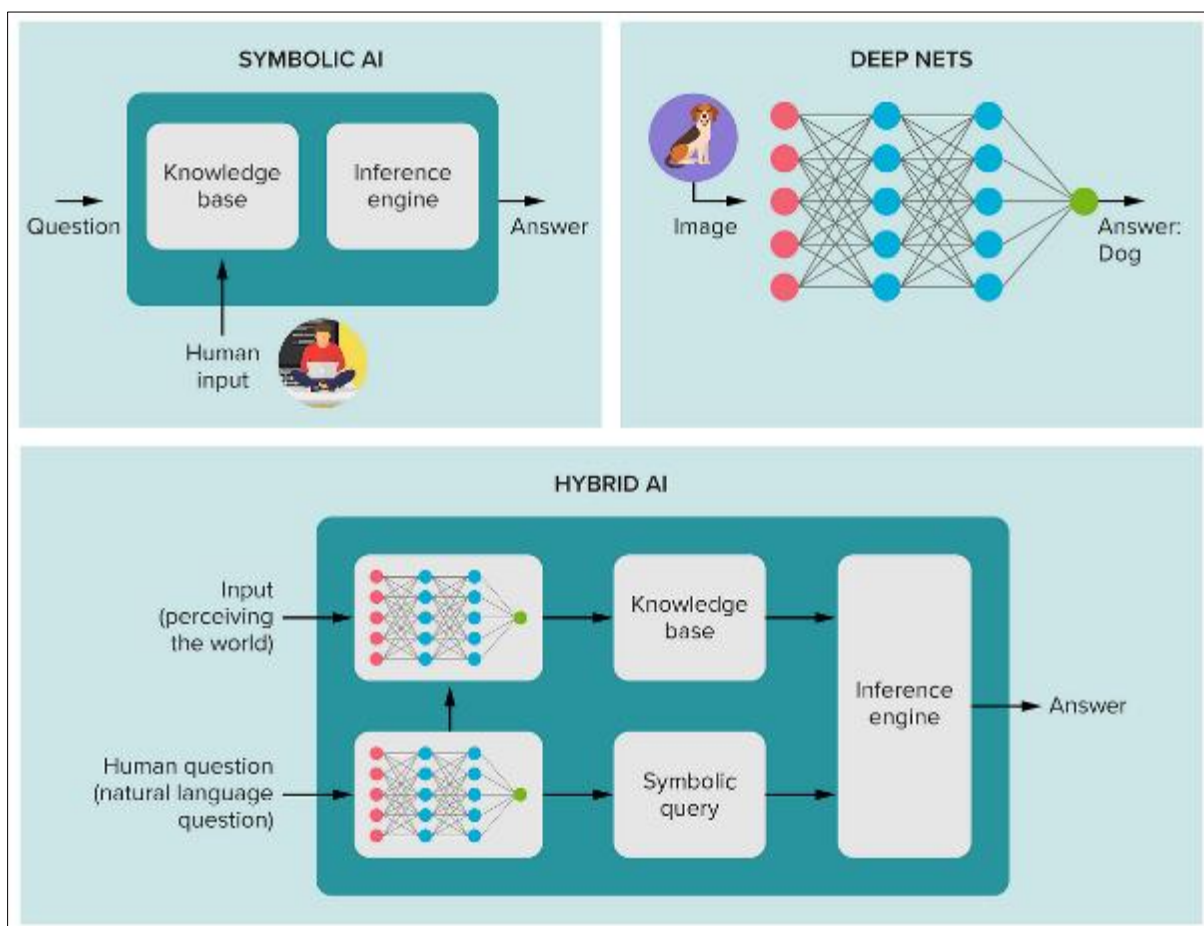 SYMBOLIC AI
Knowledge
base
Inference
engine
Question
Answer
Human
input
DEEP NETS
Image
Answer:
Dog
HYBRID AI
Input
(perceiving
the world)
Knowledge
base
Inference
engine
Answer
Human question
(natural language
question)
Symbolic
query